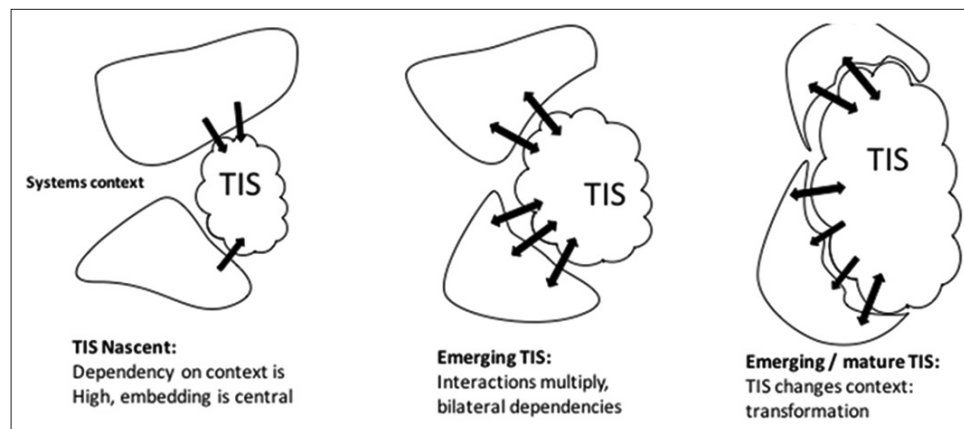 TIS
Systems context
TIS Nascent:
Dependency on context is
High, embedding is central
TIS
Emerging TIS:
Interactions multiply,
bilateral dependencies
TIS
Emerging / mature TIS:
TIS changes context:
transformation